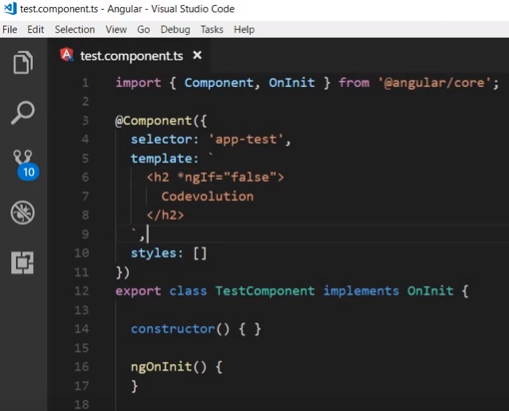 test.component.ts - Angular - Visual Studio Code
File Edit Selection View Go Debug Tasks Help
test.component.ts ×
1 import { Component, OnInit } from '@angular/core';
2
3 @Component({
4 selector: 'app-test',
5 template: `
6 <h2 *ngIf="false">
7 Codevolution
8 </h2>
9 `,
10 styles: []
11 })
12 export class TestComponent implements OnInit {
13
14 constructor() { }
15
16 ngOnInit() {
17 }
18
10